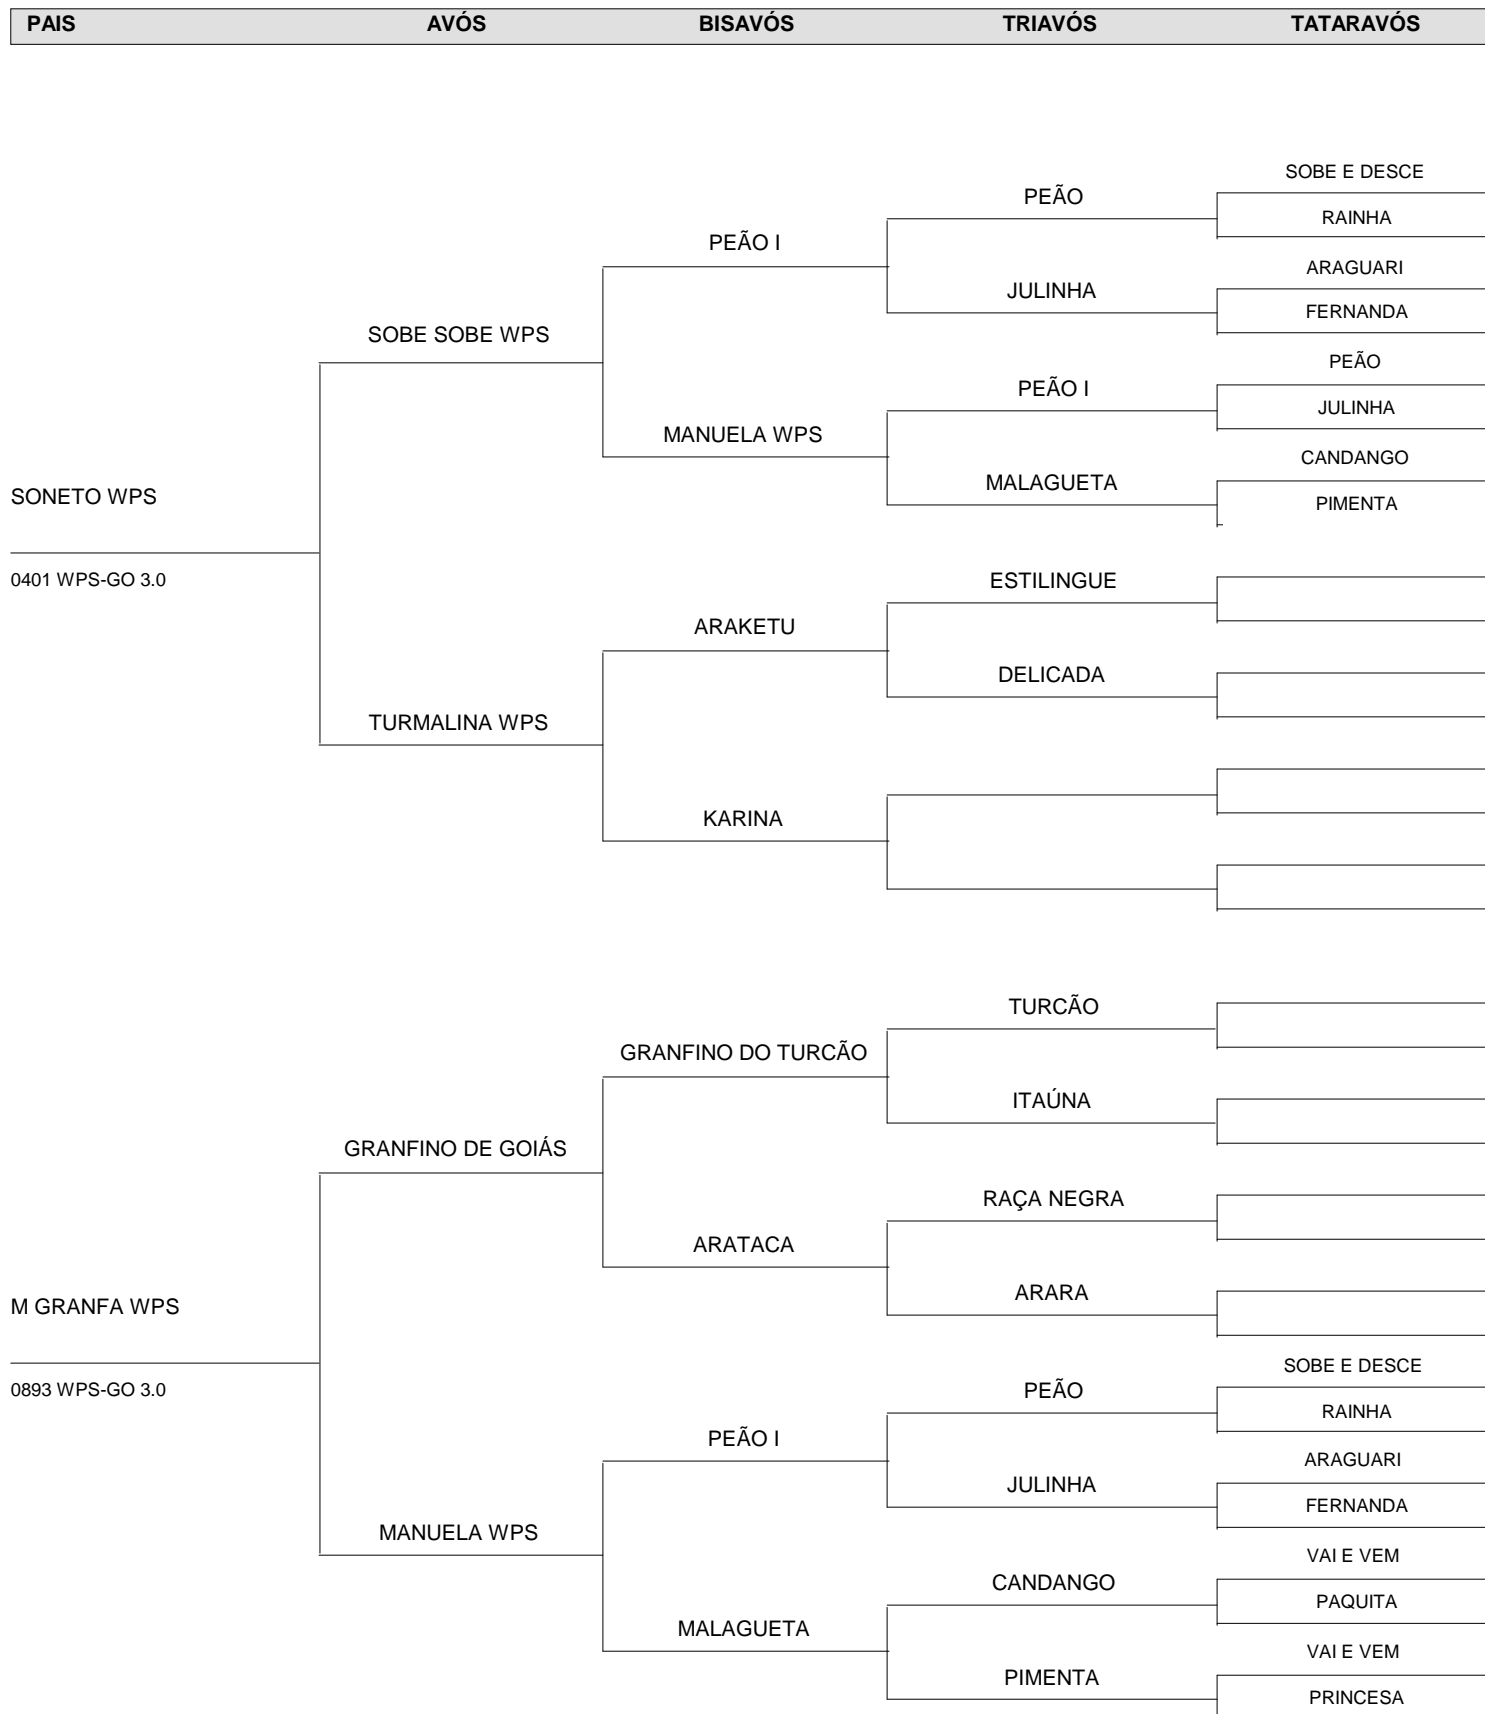 PAIS AVÓS BISAVÓS TRIAVÓS TATARAVÓS
SOBE E DESCE
PEÃO
RAINHA
PEÃO I
ARAGUARI
JULINHA
FERNANDA
SOBE SOBE WPS
PEÃO
PEÃO I
JULINHA
MANUELA WPS
CANDANGO
MALAGUETA
SONETO WPS
PIMENTA
0401 WPS-GO 3.0
ESTILINGUE
ARAKETU
DELICADA
TURMALINA WPS
KARINA
TURCÃO
GRANFINO DO TURCÃO
ITAÚNA
GRANFINO DE GOIÁS
RAÇA NEGRA
ARATACA
ARARA
M GRANFA WPS
SOBE E DESCE
0893 WPS-GO 3.0
PEÃO
RAINHA
PEÃO I
ARAGUARI
JULINHA
FERNANDA
MANUELA WPS
VAI E VEM
CANDANGO
PAQUITA
MALAGUETA
VAI E VEM
PIMENTA
PRINCESA